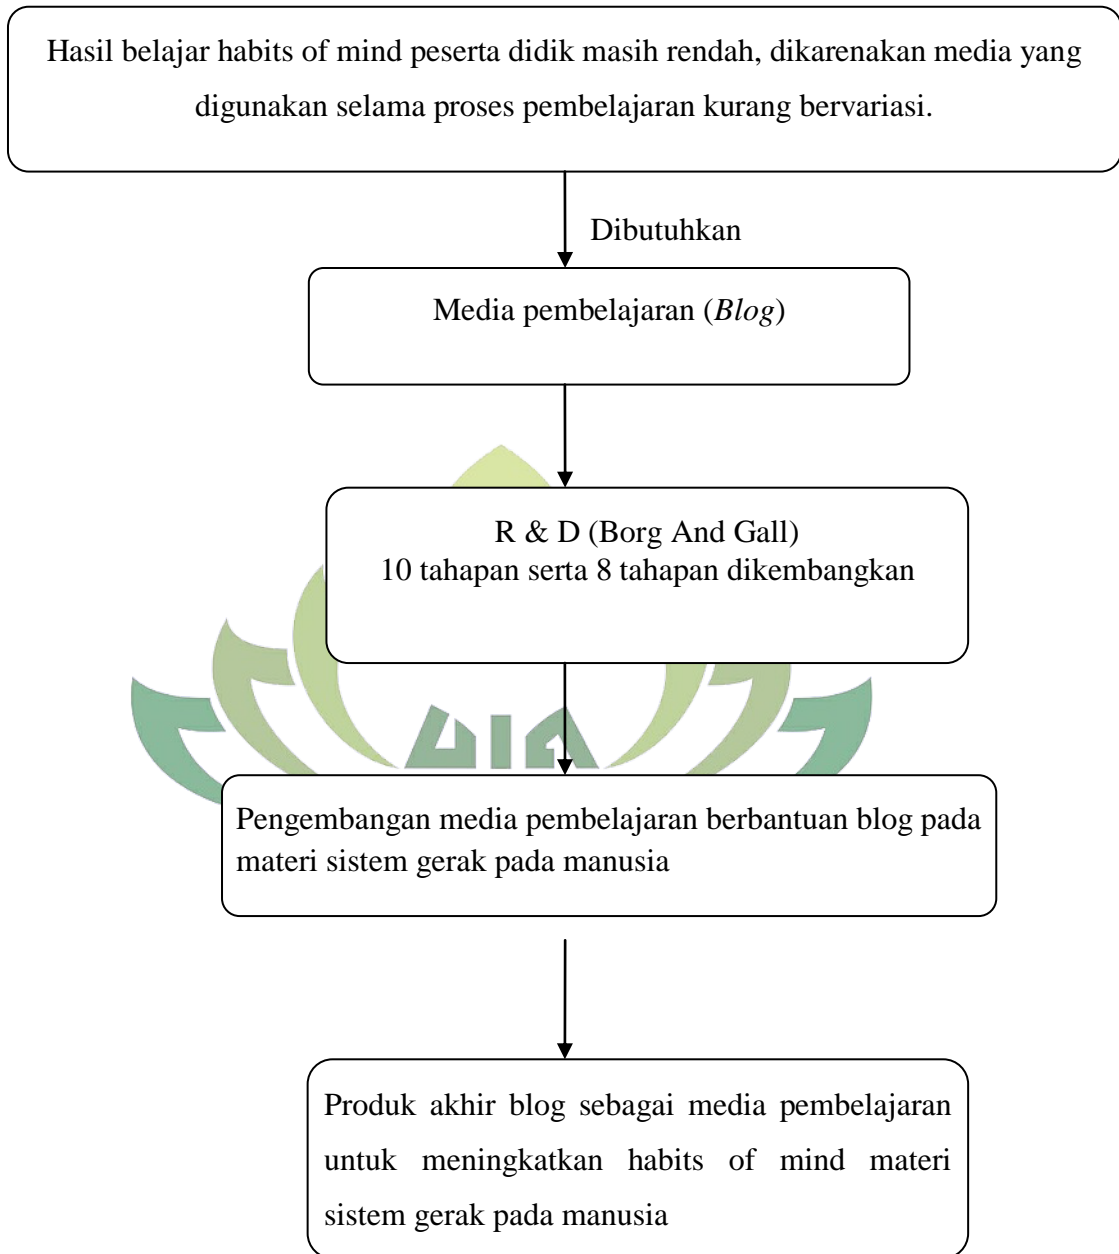 Hasil belajar habits of mind peserta didik masih rendah, dikarenakan media yang
digunakan selama proses pembelajaran kurang bervariasi.
Dibutuhkan
Media pembelajaran (Blog)
R & D (Borg And Gall)
10 tahapan serta 8 tahapan dikembangkan
UIN
Pengembangan media pembelajaran berbantuan blog pada
materi sistem gerak pada manusia
Produk akhir blog sebagai media pembelajaran
untuk meningkatkan habits of mind materi
sistem gerak pada manusia